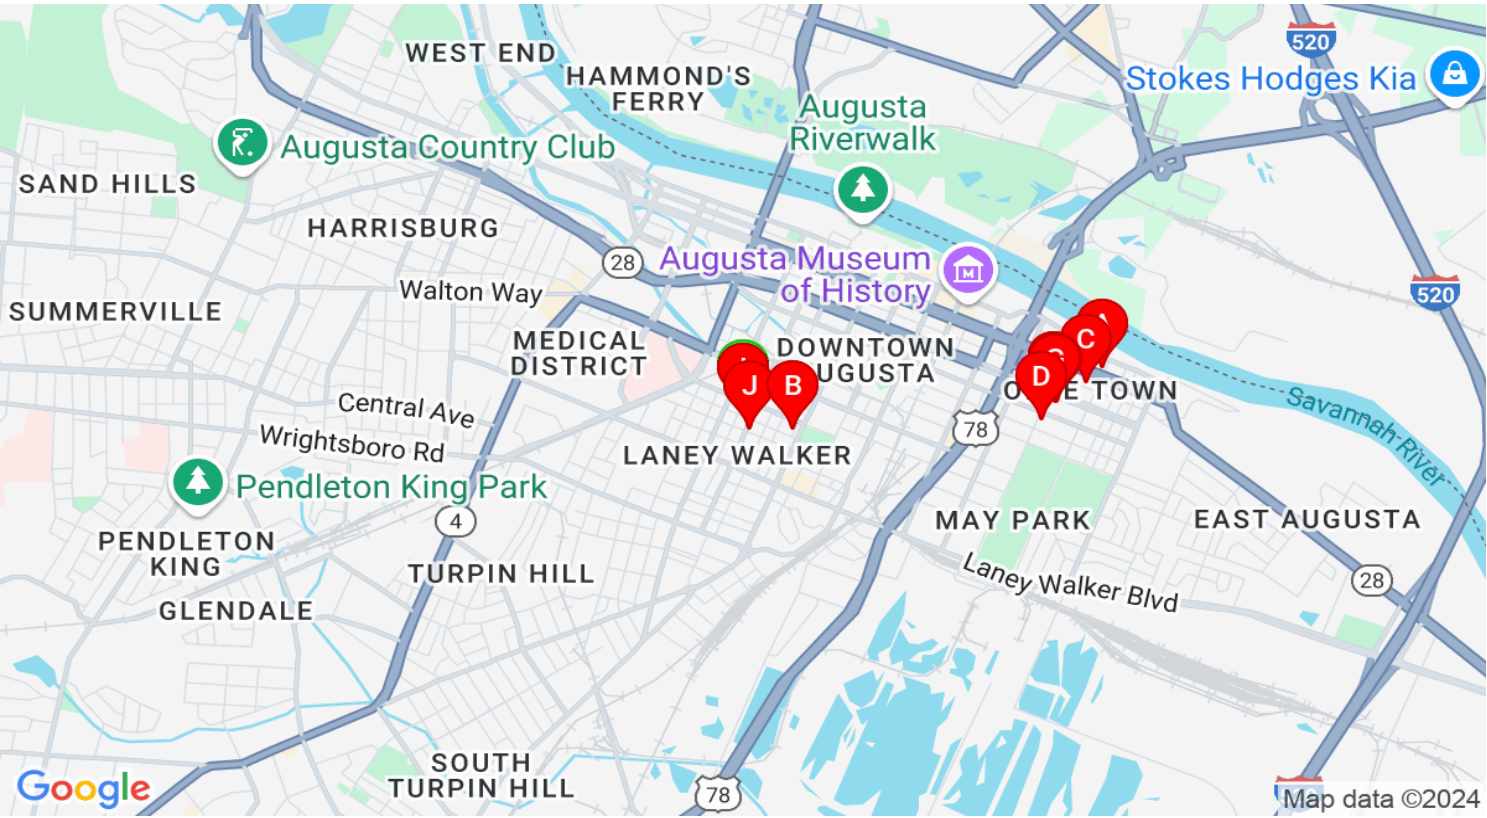 WEST END
HAMMOND'S
FERRY
520
Stokes Hodges Kia
Augusta
Riverwalk
Augusta Country Club
SAND HILLS
HARRISBURG
28
Augusta Museum
of History
Walton Way
520
SUMMERVILLE
MEDICAL
DISTRICT
DOWNTOWN
A
C
J
B
D
TOWN
Central Ave
Savannah River
78
Wrightsboro Rd
LANEY WALKER
Pendleton King Park
4
MAY PARK
EAST AUGUSTA
PENDLETON
KING
TURPIN HILL
Laney Walker Blvd
28
GLENDALE
SOUTH
TURPIN HILL
78
Google
Map data ©2024